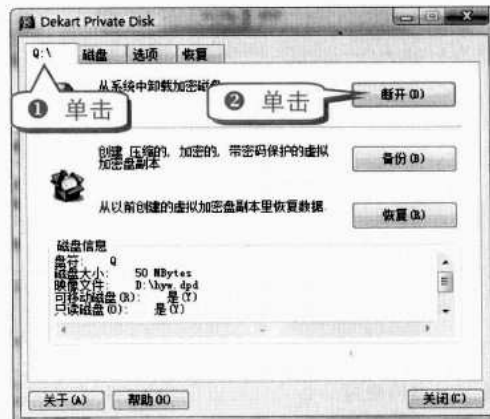 Dekart Private Disk
Q:\ 磁盘 选项 恢复
从系统中卸载加密磁盘
断开(D)
❶ 单击
❷ 单击
创建 压缩的, 加密的, 带密码保护的虚拟
加密盘副本
备份(B)
从以前创建的虚拟加密盘副本里恢复数据
恢复(R)
磁盘信息
盘符: Q
磁盘大小: 50 MBytes
映像文件: D:\hyw.dpd
可移动磁盘(R): 是(Y)
只读磁盘(O): 是(Y)
关于(A) 帮助(H) 关闭(C)